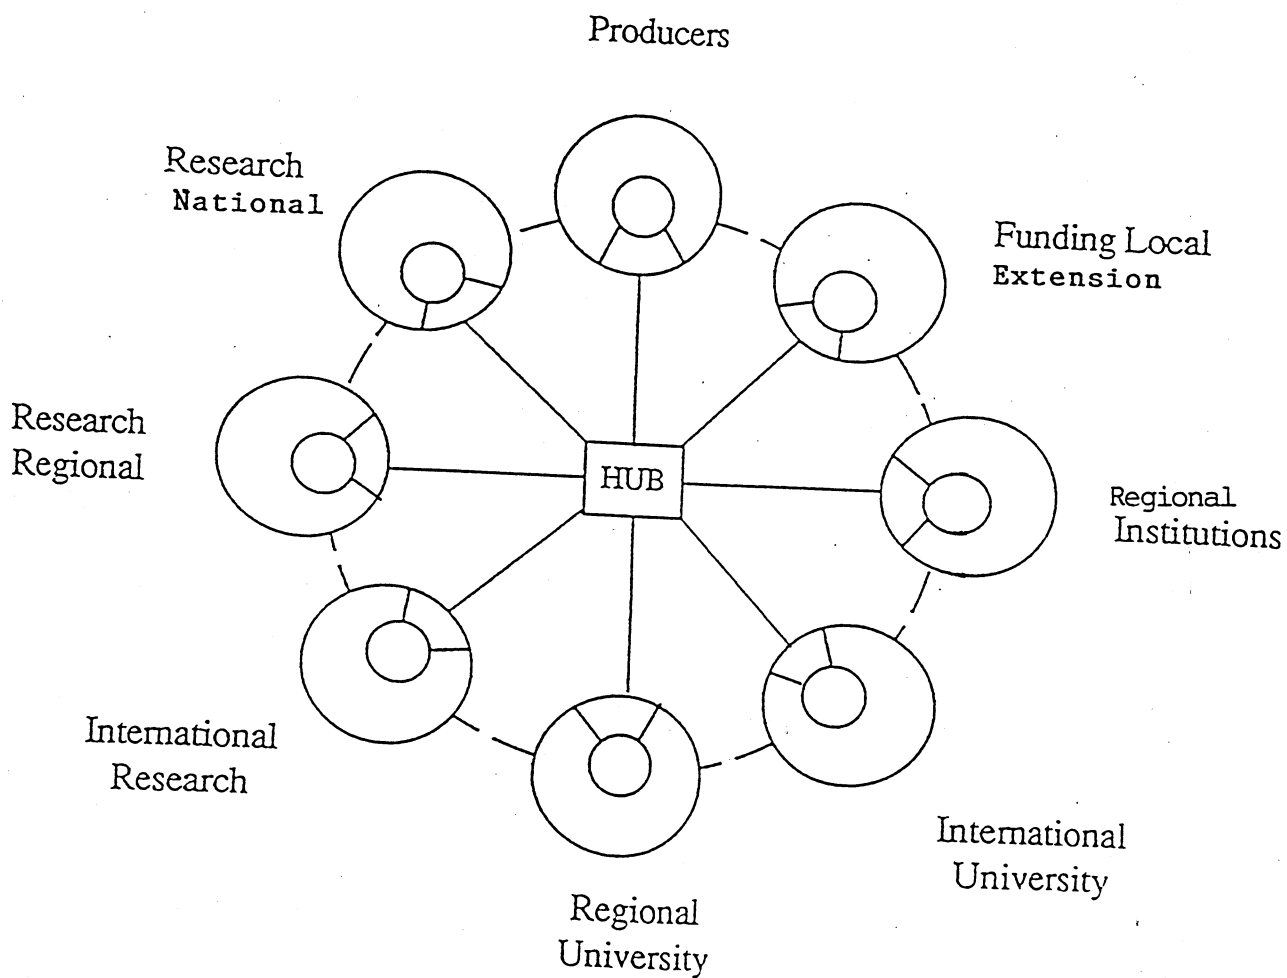 Producers
Research
National
Funding Local
Extension
Research
Regional
HUB
Regional
Institutions
International
Research
International
University
Regional
University